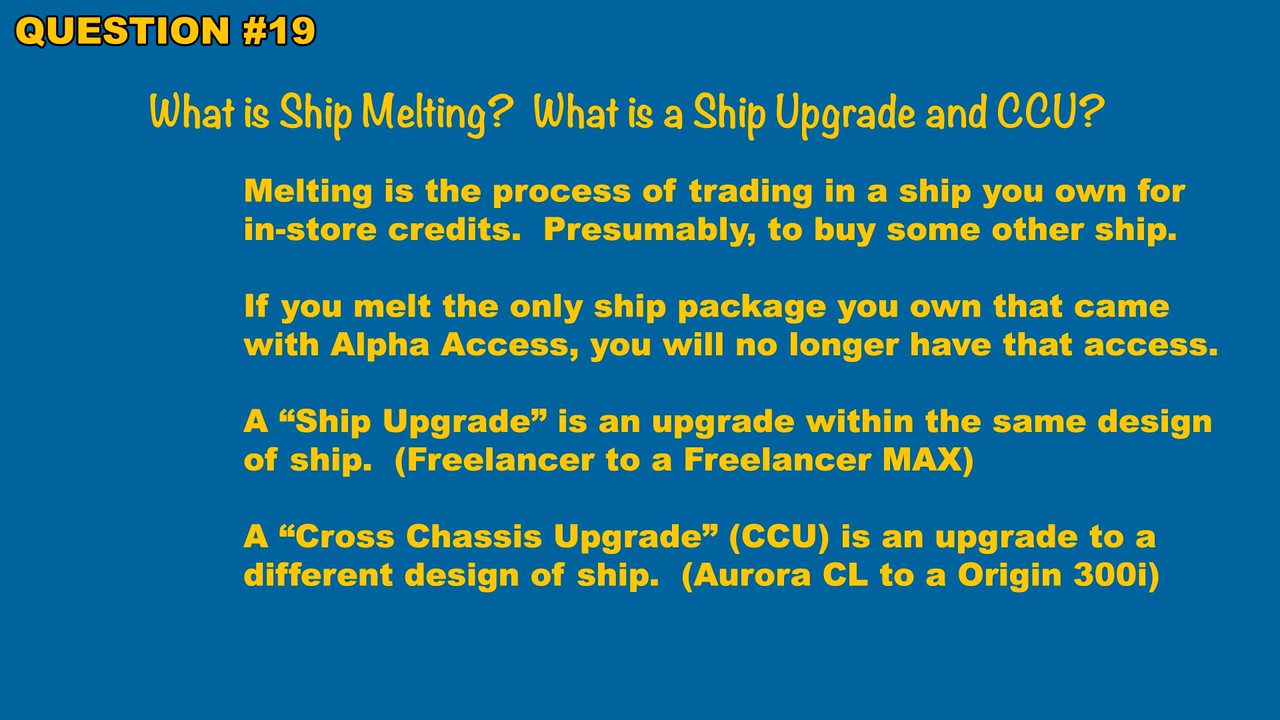 QUESTION #19
What is Ship Melting?  What is a Ship Upgrade and CCU?
Melting is the process of trading in a ship you own for
in-store credits.  Presumably, to buy some other ship.
If you melt the only ship package you own that came
with Alpha Access, you will no longer have that access.
A “Ship Upgrade” is an upgrade within the same design
of ship.  (Freelancer to a Freelancer MAX)
A “Cross Chassis Upgrade” (CCU) is an upgrade to a
different design of ship.  (Aurora CL to a Origin 300i)